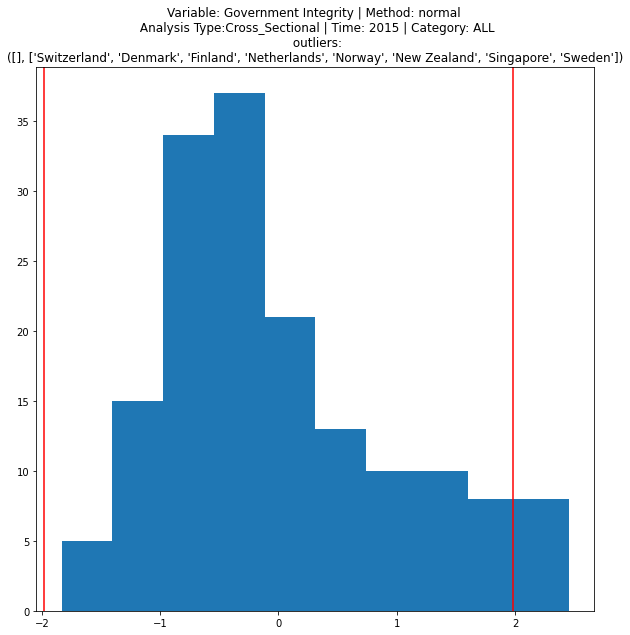 Variable: Government Integrity | Method: normal
Analysis Type:Cross_Sectional | Time: 2015 | Category: ALL
outliers:
([], ['Switzerland', 'Denmark', 'Finland', 'Netherlands', 'Norway', 'New Zealand', 'Singapore', 'Sweden'])
35
30
25
20
15
10
5
0
−2 −1 0 1 2